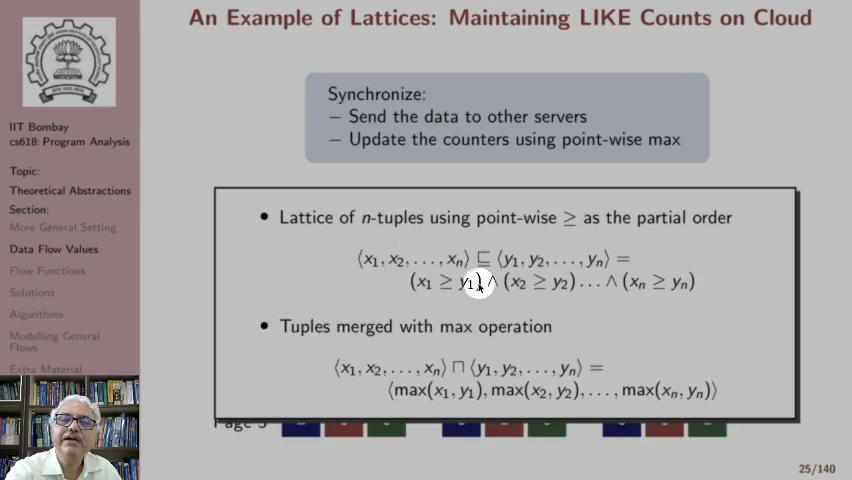 An Example of Lattices: Maintaining LIKE Counts on Cloud
IIT Bombay
cs618: Program Analysis
Topic:
Theoretical Abstractions
Section:
More General Setting
Data Flow Values
Flow Functions
Solutions
Algorithms
Modelling General
Flows
Extra Material
Synchronize:
− Send the data to other servers
− Update the counters using point-wise max
• Lattice of n-tuples using point-wise ≥ as the partial order
⟨x₁, x₂, . . . , xₙ⟩ ⊑ ⟨y₁, y₂, . . . , yₙ⟩ =
(x₁ ≥ y₁) ∧ (x₂ ≥ y₂) . . . ∧ (xₙ ≥ yₙ)
• Tuples merged with max operation
⟨x₁, x₂, . . . , xₙ⟩ ⊓ ⟨y₁, y₂, . . . , yₙ⟩ =
⟨max(x₁, y₁), max(x₂, y₂), . . . , max(xₙ, yₙ)⟩
25/140